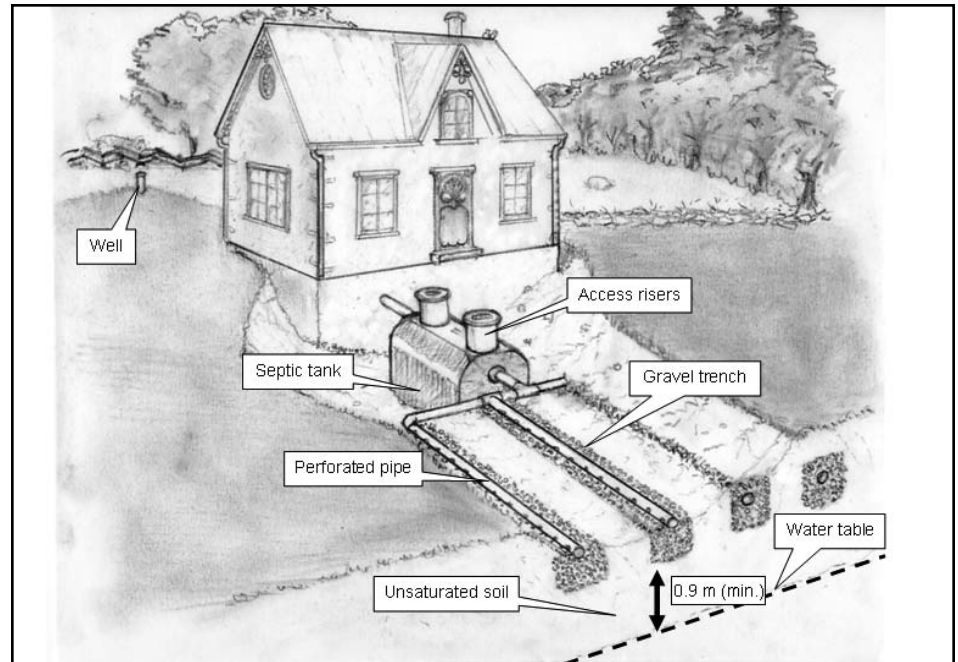 Well
Access risers
Septic tank
Gravel trench
Perforated pipe
Water table
Unsaturated soil
0.9 m (min.)